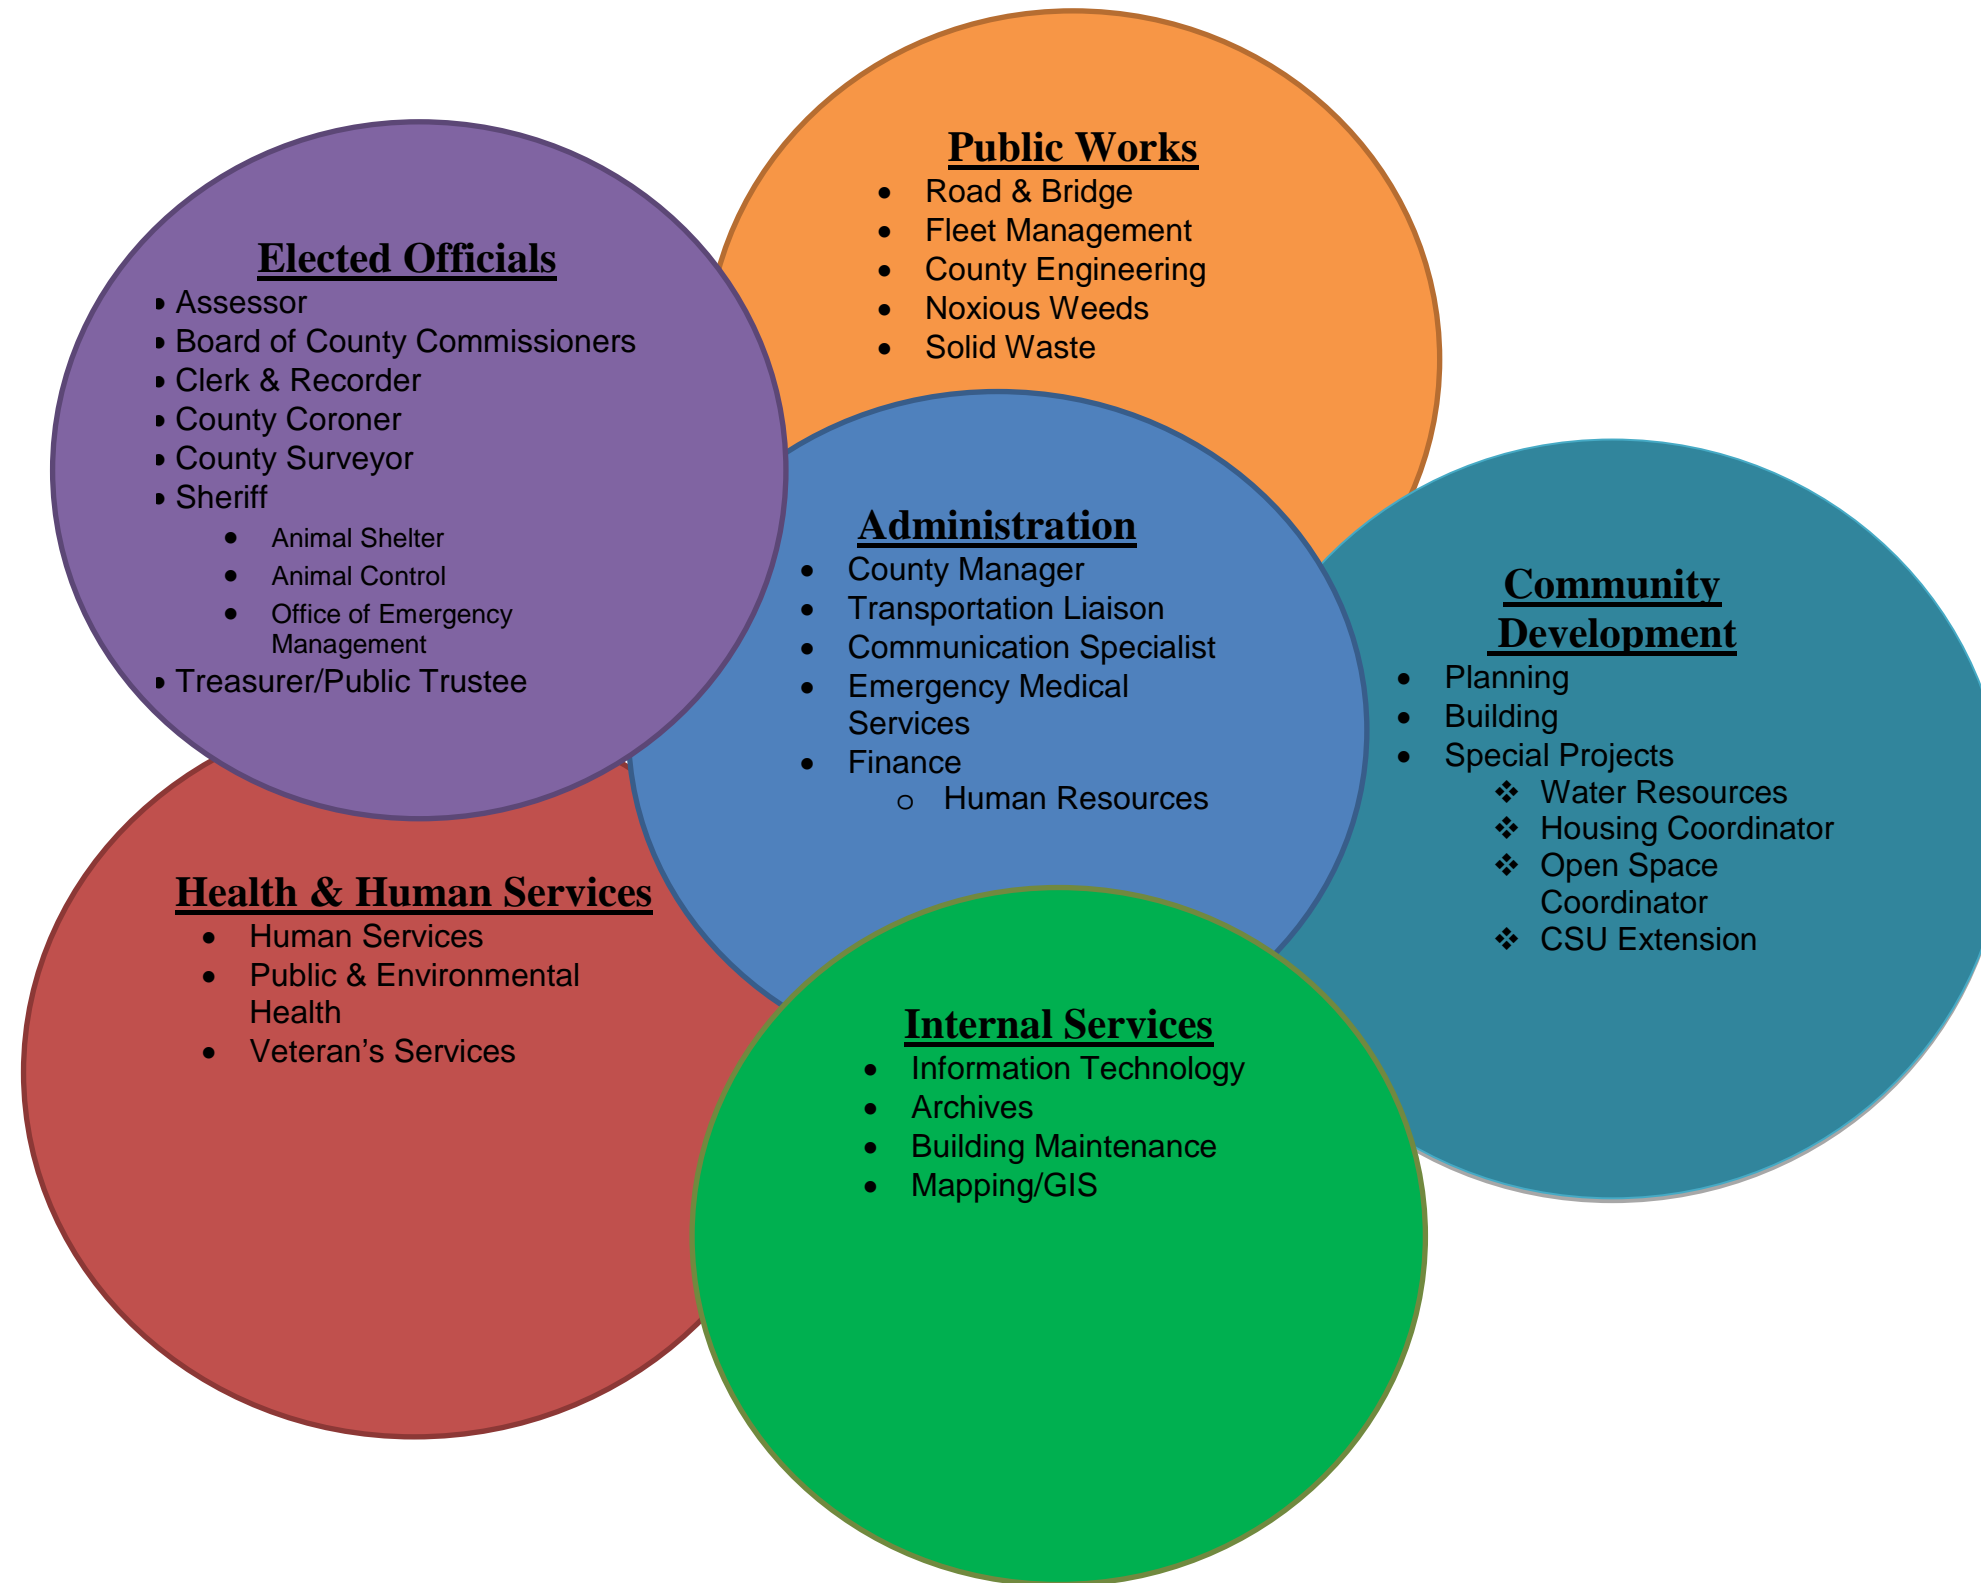 Public Works
• Road & Bridge
• Fleet Management
• County Engineering
• Noxious Weeds
• Solid Waste
Elected Officials
• Assessor
• Board of County Commissioners
• Clerk & Recorder
• County Coroner
• County Surveyor
• Sheriff
• Animal Shelter
• Animal Control
• Office of Emergency
Management
• Treasurer/Public Trustee
Administration
• County Manager
• Transportation Liaison
• Communication Specialist
• Emergency Medical
Services
• Finance
o Human Resources
Community
Development
• Planning
• Building
• Special Projects
❖ Water Resources
❖ Housing Coordinator
❖ Open Space
Coordinator
❖ CSU Extension
Health & Human Services
• Human Services
• Public & Environmental
Health
• Veteran’s Services
Internal Services
• Information Technology
• Archives
• Building Maintenance
• Mapping/GIS